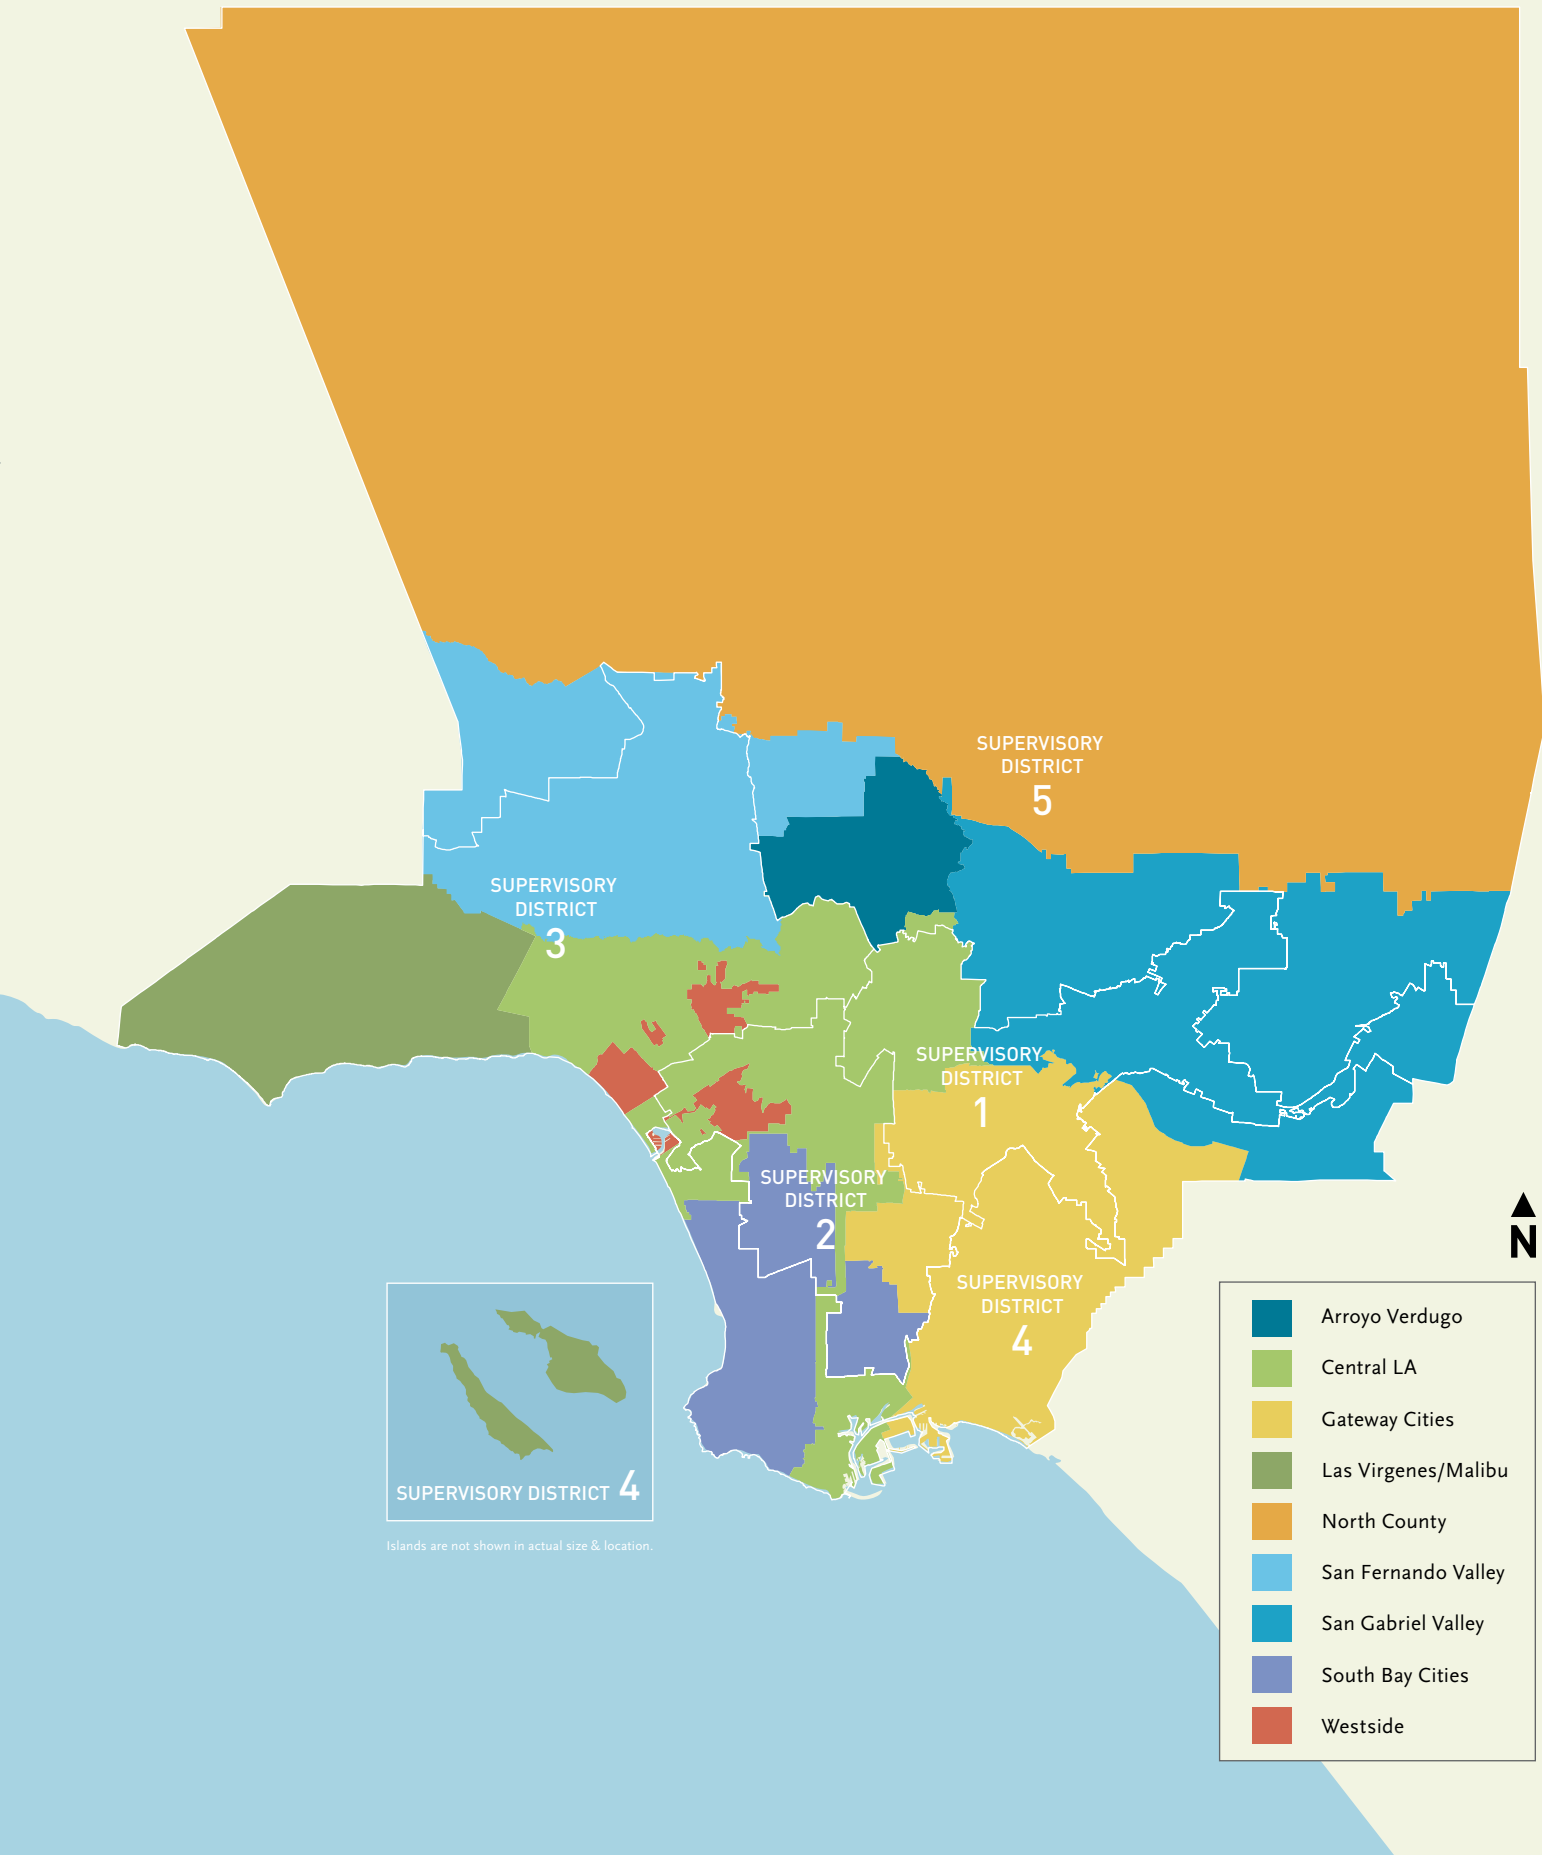 SUPERVISORY
DISTRICT
5
SUPERVISORY
DISTRICT
3
SUPERVISORY
DISTRICT
1
SUPERVISORY
DISTRICT
2
SUPERVISORY
DISTRICT
4
SUPERVISORY DISTRICT 4
Islands are not shown in actual size & location.
N
Arroyo Verdugo
Central LA
Gateway Cities
Las Virgenes/Malibu
North County
San Fernando Valley
San Gabriel Valley
South Bay Cities
Westside